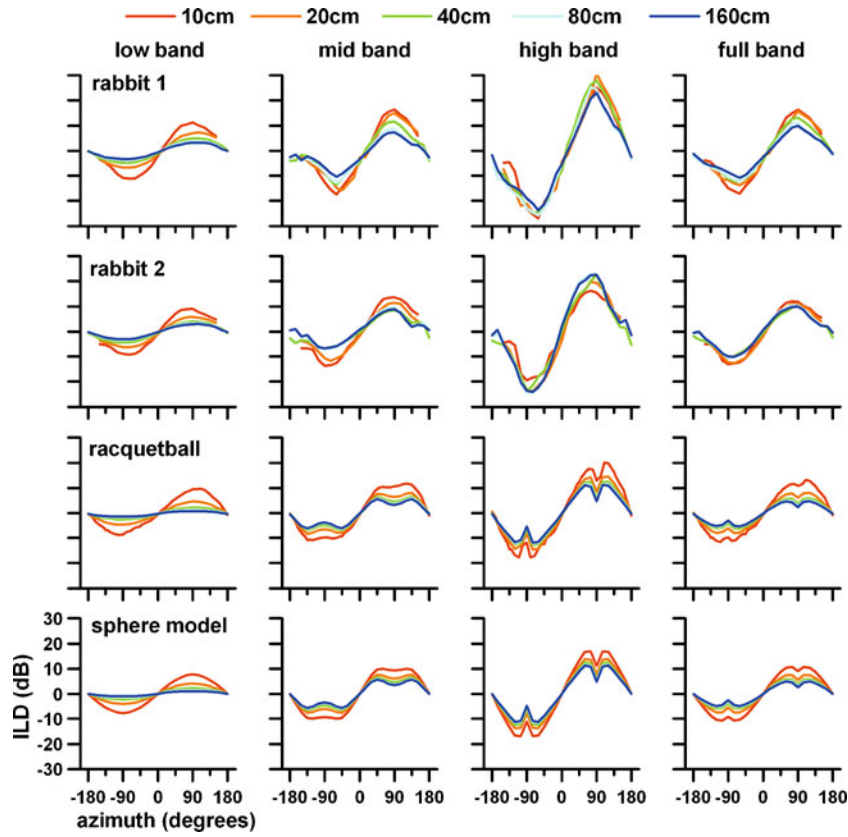 10cm 20cm 40cm 80cm 160cm
low band mid band high band full band
rabbit 1
rabbit 2
racquetball
sphere model
30
20
10
0
-10
-20
-30
ILD (dB)
-180 -90 0 90 180 -180 -90 0 90 180 -180 -90 0 90 180 -180 -90 0 90 180
azimuth (degrees)